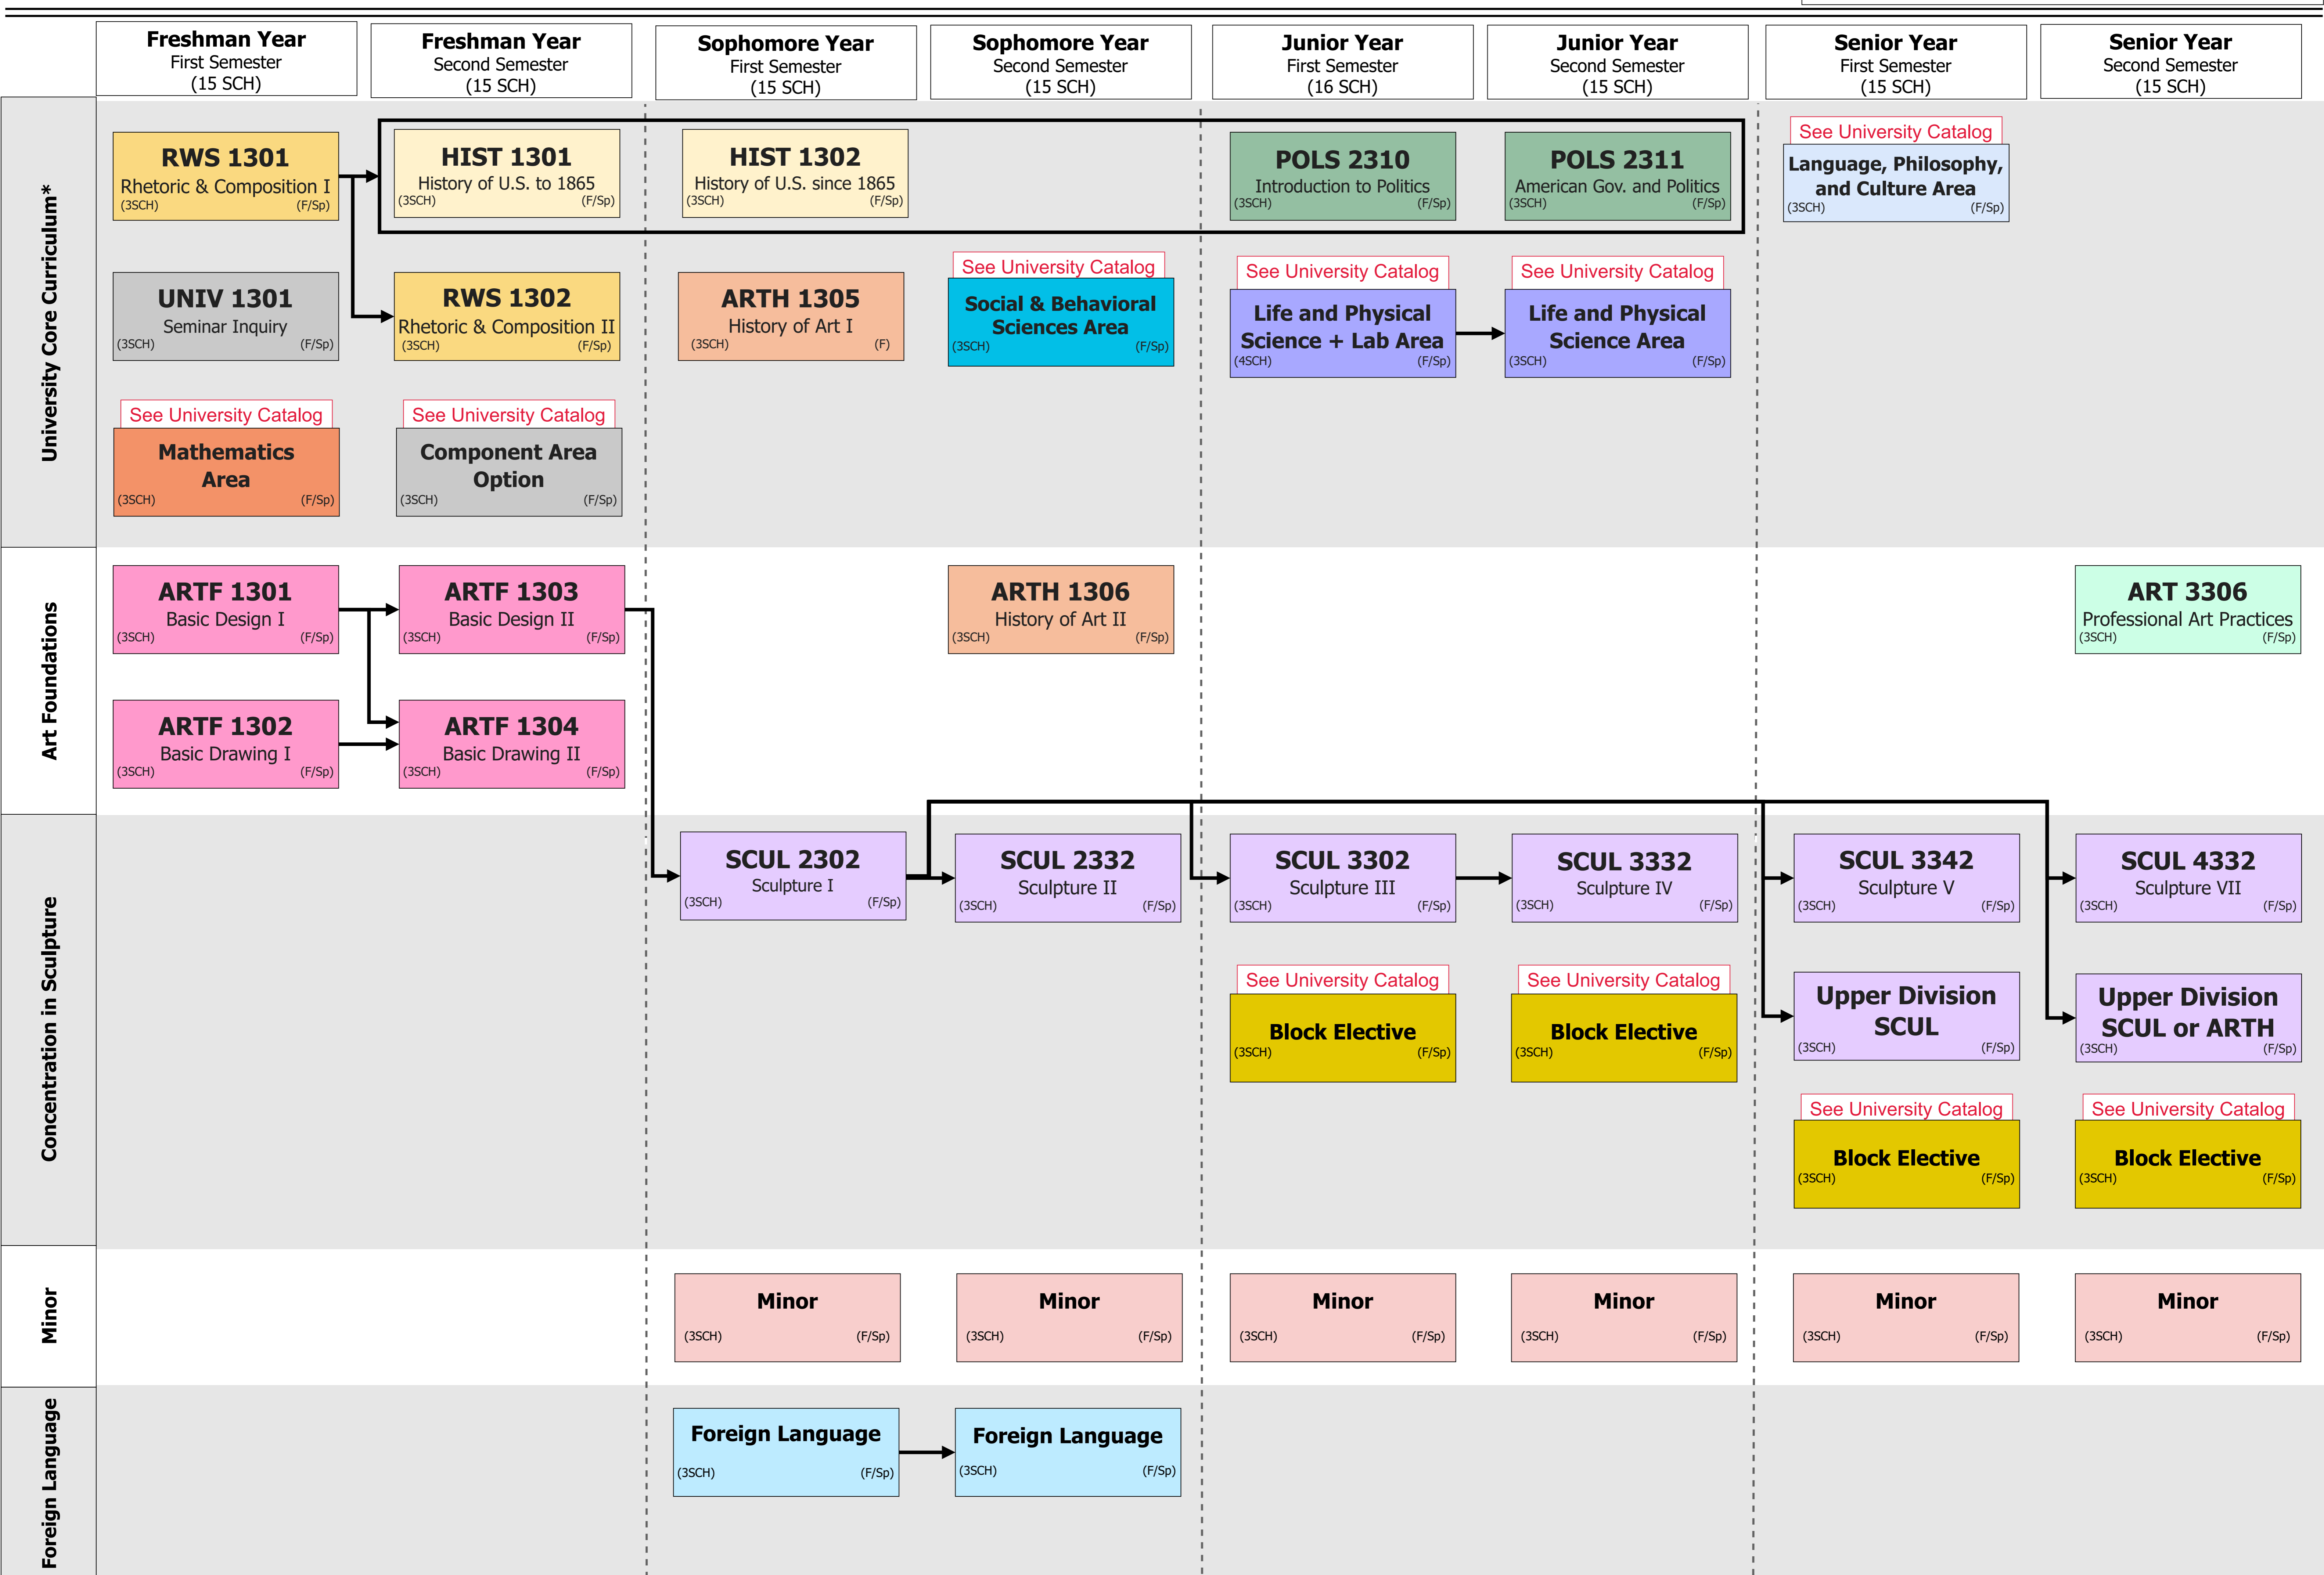 Freshman Year
First Semester
(15 SCH)
Freshman Year
Second Semester
(15 SCH)
Sophomore Year
First Semester
(15 SCH)
Sophomore Year
Second Semester
(15 SCH)
Junior Year
First Semester
(16 SCH)
Junior Year
Second Semester
(15 SCH)
Senior Year
First Semester
(15 SCH)
Senior Year
Second Semester
(15 SCH)
University Core Curriculum*
RWS 1301
Rhetoric & Composition I
(3SCH) (F/Sp)
HIST 1301
History of U.S. to 1865
(3SCH) (F/Sp)
HIST 1302
History of U.S. since 1865
(3SCH) (F/Sp)
POLS 2310
Introduction to Politics
(3SCH) (F/Sp)
POLS 2311
American Gov. and Politics
(3SCH) (F/Sp)
See University Catalog
Language, Philosophy,
and Culture Area
(3SCH) (F/Sp)
UNIV 1301
Seminar Inquiry
(3SCH) (F/Sp)
RWS 1302
Rhetoric & Composition II
(3SCH) (F/Sp)
ARTH 1305
History of Art I
(3SCH) (F)
See University Catalog
Social & Behavioral
Sciences Area
(3SCH) (F/Sp)
See University Catalog
Life and Physical
Science + Lab Area
(4SCH) (F/Sp)
See University Catalog
Life and Physical
Science Area
(3SCH) (F/Sp)
See University Catalog
Mathematics
Area
(3SCH) (F/Sp)
See University Catalog
Component Area
Option
(3SCH) (F/Sp)
Art Foundations
ARTF 1301
Basic Design I
(3SCH) (F/Sp)
ARTF 1303
Basic Design II
(3SCH) (F/Sp)
ARTH 1306
History of Art II
(3SCH) (F/Sp)
ART 3306
Professional Art Practices
(3SCH) (F/Sp)
ARTF 1302
Basic Drawing I
(3SCH) (F/Sp)
ARTF 1304
Basic Drawing II
(3SCH) (F/Sp)
Concentration in Sculpture
SCUL 2302
Sculpture I
(3SCH) (F/Sp)
SCUL 2332
Sculpture II
(3SCH) (F/Sp)
SCUL 3302
Sculpture III
(3SCH) (F/Sp)
SCUL 3332
Sculpture IV
(3SCH) (F/Sp)
SCUL 3342
Sculpture V
(3SCH) (F/Sp)
SCUL 4332
Sculpture VII
(3SCH) (F/Sp)
See University Catalog
Block Elective
(3SCH) (F/Sp)
See University Catalog
Block Elective
(3SCH) (F/Sp)
Upper Division
SCUL
(3SCH) (F/Sp)
Upper Division
SCUL or ARTH
(3SCH) (F/Sp)
See University Catalog
Block Elective
(3SCH) (F/Sp)
See University Catalog
Block Elective
(3SCH) (F/Sp)
Minor
Minor
(3SCH) (F/Sp)
Minor
(3SCH) (F/Sp)
Minor
(3SCH) (F/Sp)
Minor
(3SCH) (F/Sp)
Minor
(3SCH) (F/Sp)
Minor
(3SCH) (F/Sp)
Foreign Language
Foreign Language
(3SCH) (F/Sp)
Foreign Language
(3SCH) (F/Sp)